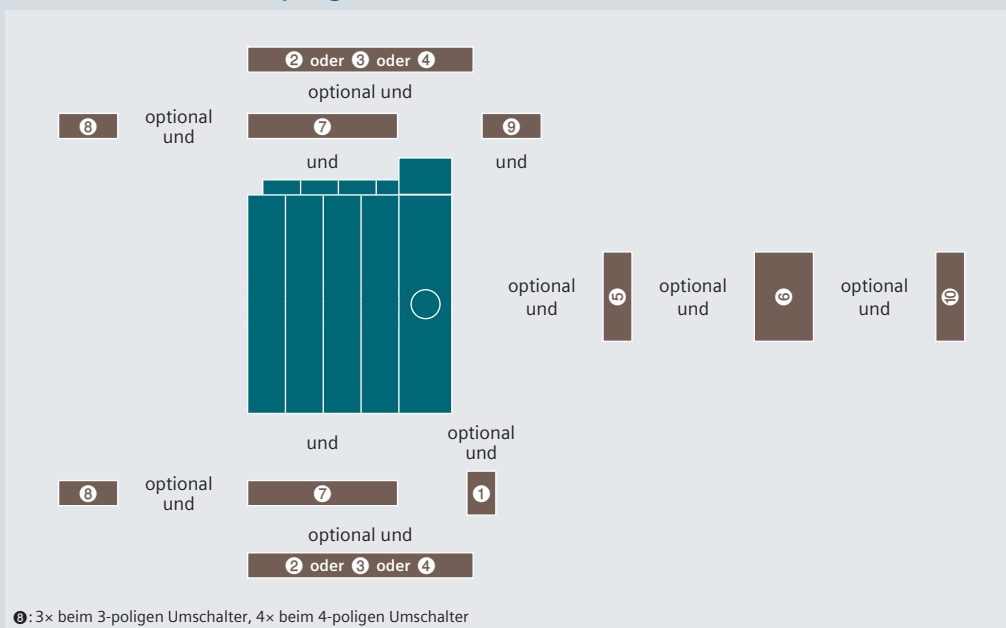 ❷ oder ❸ oder ❹
optional und
❽
optional
und
❼
❾
und
und
optional
und
❺
optional
und
❻
optional
und
❿
und
optional
und
❽
optional
und
❼
❶
optional und
❷ oder ❸ oder ❹
❽: 3× beim 3-poligen Umschalter, 4× beim 4-poligen Umschalter